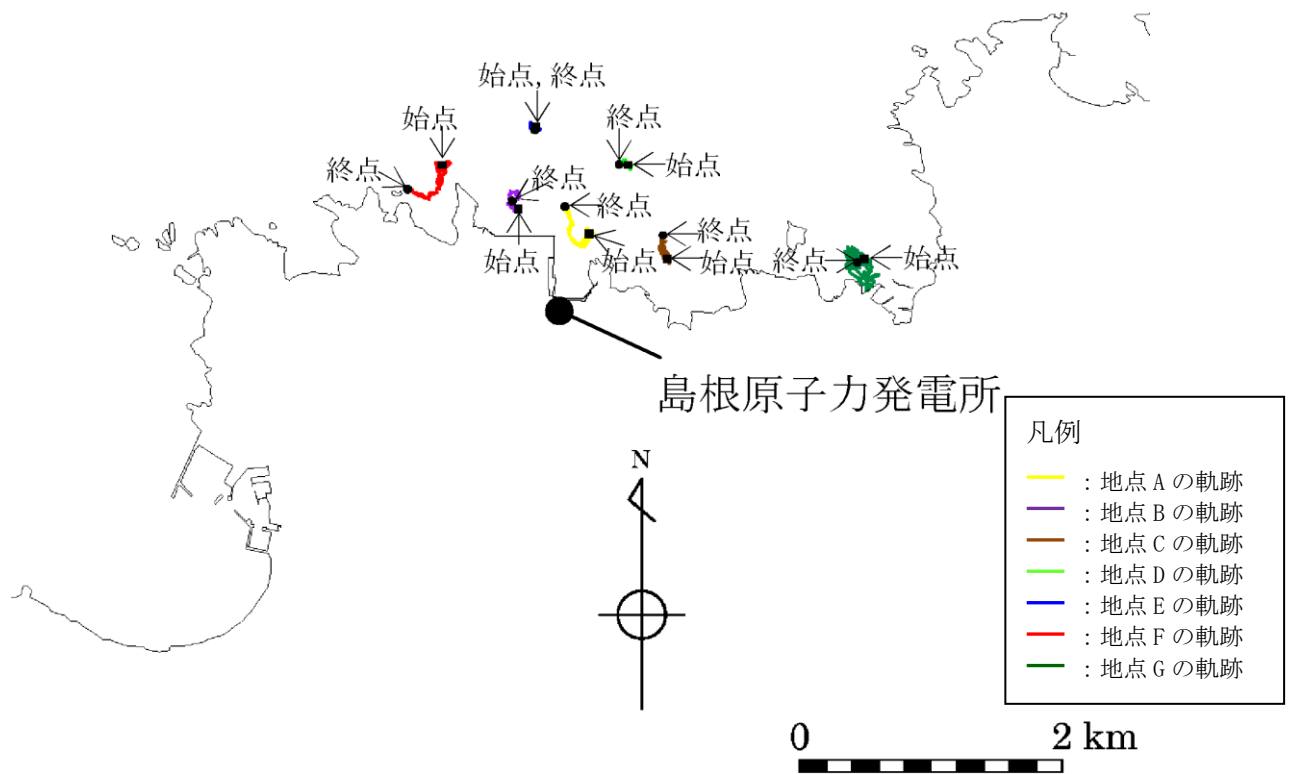 始点,終点
始点
終点
終点
始点
終点
始点
終点
始点
終点
始点
終点
始点
島根原子力発電所
N
凡例
：地点Aの軌跡
：地点Bの軌跡
：地点Cの軌跡
：地点Dの軌跡
：地点Eの軌跡
：地点Fの軌跡
：地点Gの軌跡
0 2 km